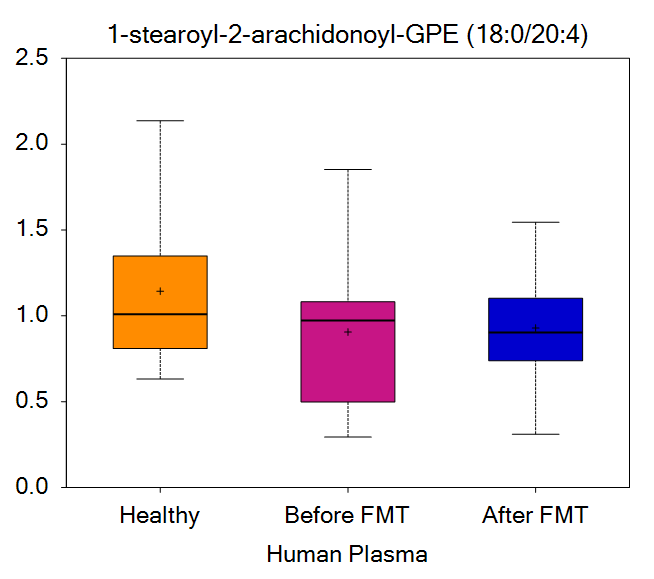 1-stearoyl-2-arachidonoyl-GPE (18:0/20:4)
2.5
2.0
1.5
1.0
0.5
0.0
Healthy Before FMT After FMT
Human Plasma